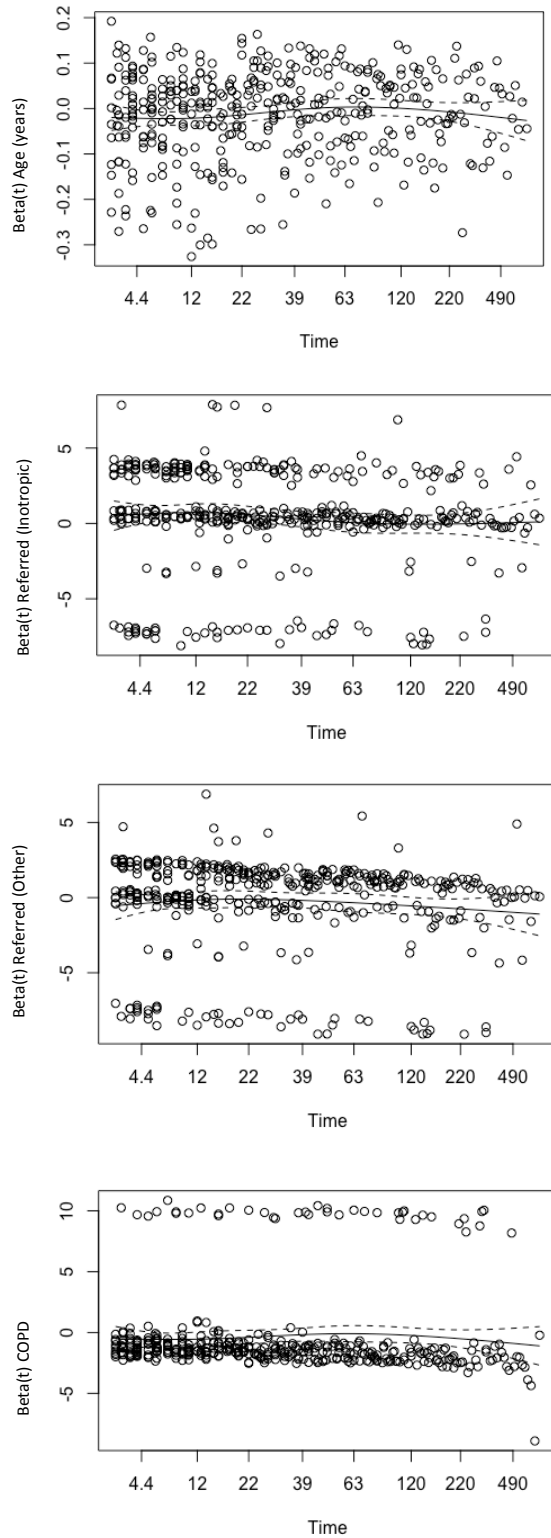 Beta(t) Age (years)
0.2
0.1
0.0
-0.1
-0.2
-0.3
4.4 12 22 39 63 120 220 490
Time
Beta(t) Referred (Inotropic)
5
0
-5
4.4 12 22 39 63 120 220 490
Time
Beta(t) Referred (Other)
5
0
-5
4.4 12 22 39 63 120 220 490
Time
Beta(t) COPD
10
5
0
-5
4.4 12 22 39 63 120 220 490
Time